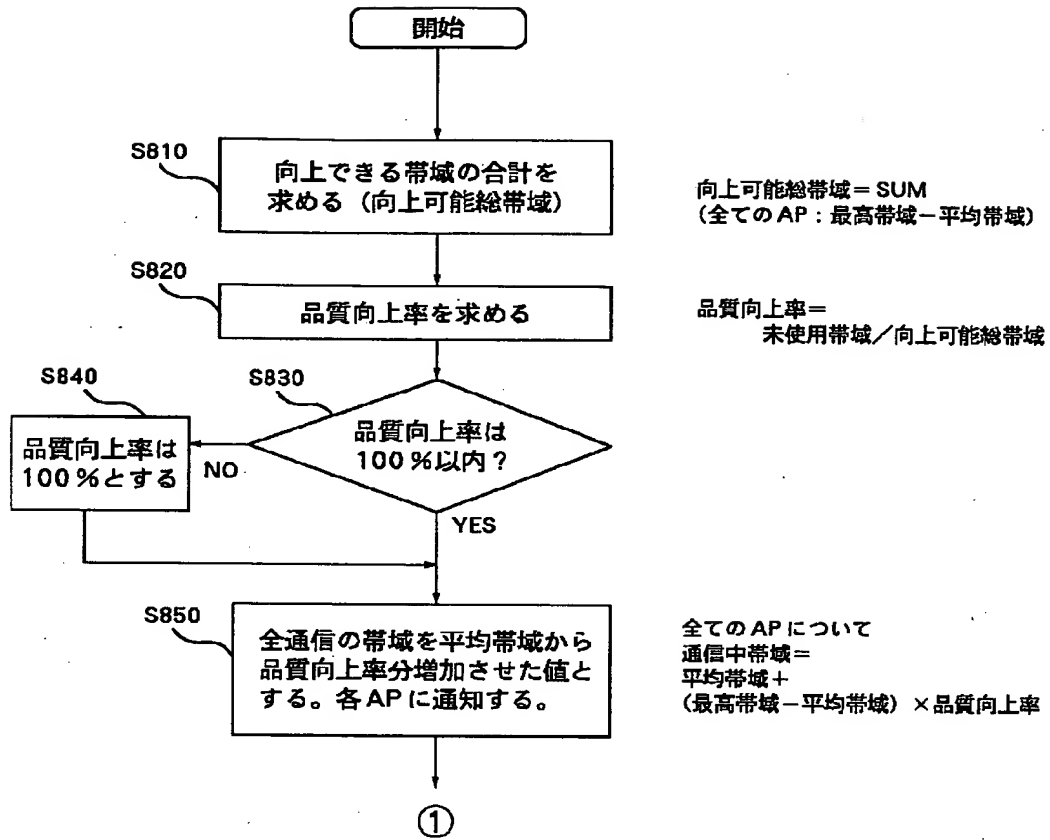 開始
S810
向上できる帯域の合計を
求める（向上可能総帯域）
向上可能総帯域＝SUM
（全てのAP：最高帯域－平均帯域）
S820
品質向上率を求める
品質向上率＝
未使用帯域／向上可能総帯域
S840
S830
品質向上率は
100％とする
NO
品質向上率は
100％以内？
YES
S850
全通信の帯域を平均帯域から
品質向上率分増加させた値と
する。各APに通知する。
全てのAPについて
通信中帯域＝
平均帯域＋
（最高帯域－平均帯域）×品質向上率
①